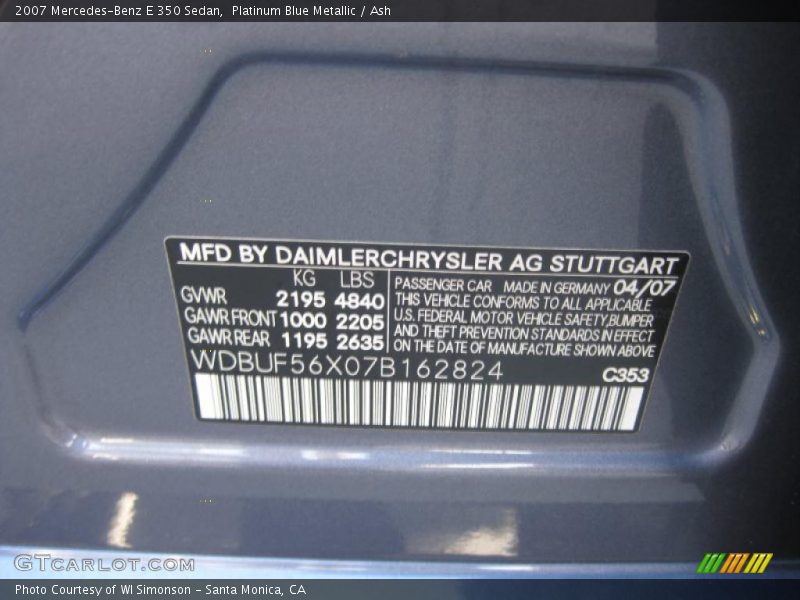 2007 Mercedes-Benz E 350 Sedan,  Platinum Blue Metallic / Ash
MFD BY DAIMLERCHRYSLER AG STUTTGART
KG LBS
GVWR 2195 4840
GAWR FRONT 1000 2205
GAWR REAR 1195 2635
PASSENGER CAR MADE IN GERMANY 04/07
THIS VEHICLE CONFORMS TO ALL APPLICABLE
U.S. FEDERAL MOTOR VEHICLE SAFETY,BUMPER
AND THEFT PREVENTION STANDARDS IN EFFECT
ON THE DATE OF MANUFACTURE SHOWN ABOVE
WDBUF56X07B162824
C353
GTCARLOT.COM
Photo Courtesy of WI Simonson - Santa Monica, CA